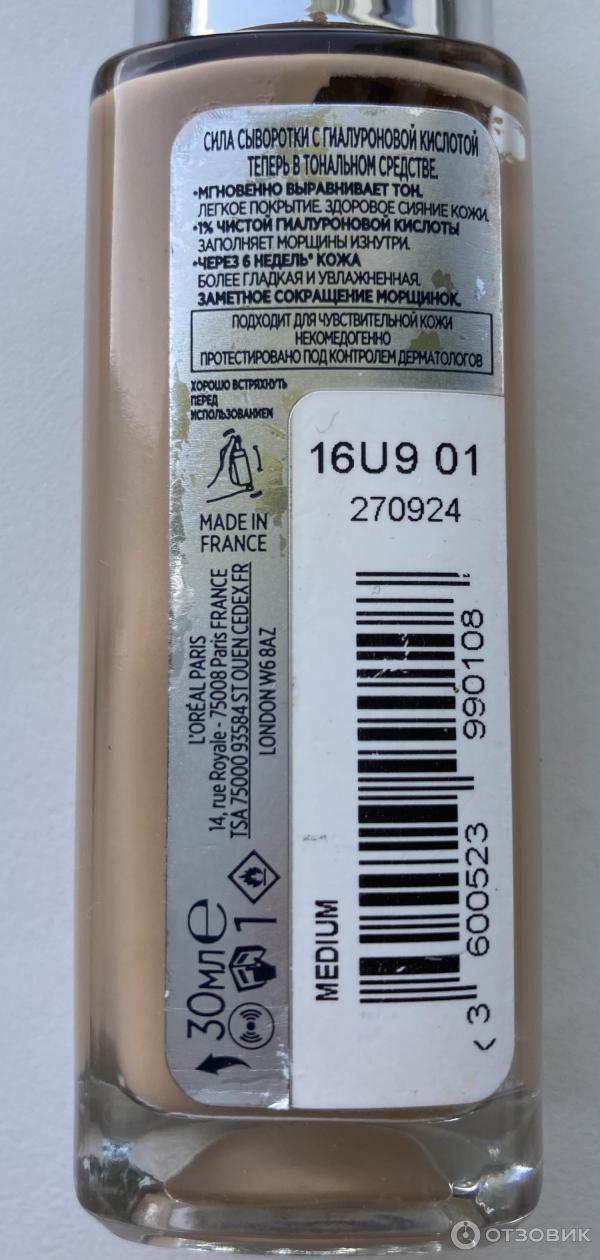 СИЛА СЫВОРОТКИ С ГИАЛУРОНОВОЙ КИСЛОТОЙ
ТЕПЕРЬ В ТОНАЛЬНОМ СРЕДСТВЕ.
•МГНОВЕННО ВЫРАВНИВАЕТ ТОН.
ЛЕГКОЕ ПОКРЫТИЕ. ЗДОРОВОЕ СИЯНИЕ КОЖИ.
•1% ЧИСТОЙ ГИАЛУРОНОВОЙ КИСЛОТЫ
ЗАПОЛНЯЕТ МОРЩИНЫ ИЗНУТРИ.
•ЧЕРЕЗ 6 НЕДЕЛЬ* КОЖА
БОЛЕЕ ГЛАДКАЯ И УВЛАЖНЕННАЯ.
ЗАМЕТНОЕ СОКРАЩЕНИЕ МОРЩИНОК.
ПОДХОДИТ ДЛЯ ЧУВСТВИТЕЛЬНОЙ КОЖИ
НЕКОМЕДОГЕННО
ПРОТЕСТИРОВАНО ПОД КОНТРОЛЕМ ДЕРМАТОЛОГОВ
ХОРОШО ВСТРЯХНУТЬ
ПЕРЕД
ИСПОЛЬЗОВАНИЕМ
MADE IN
FRANCE
L'ORÉAL PARIS
14, rue Royale - 75008 Paris FRANCE
TSA 75000 93584 ST OUEN CEDEX FR
LONDON W6 8AZ
30МЛ e
1
16U9 01
270924
MEDIUM
3 600523 990108 >
ОТЗОВИК